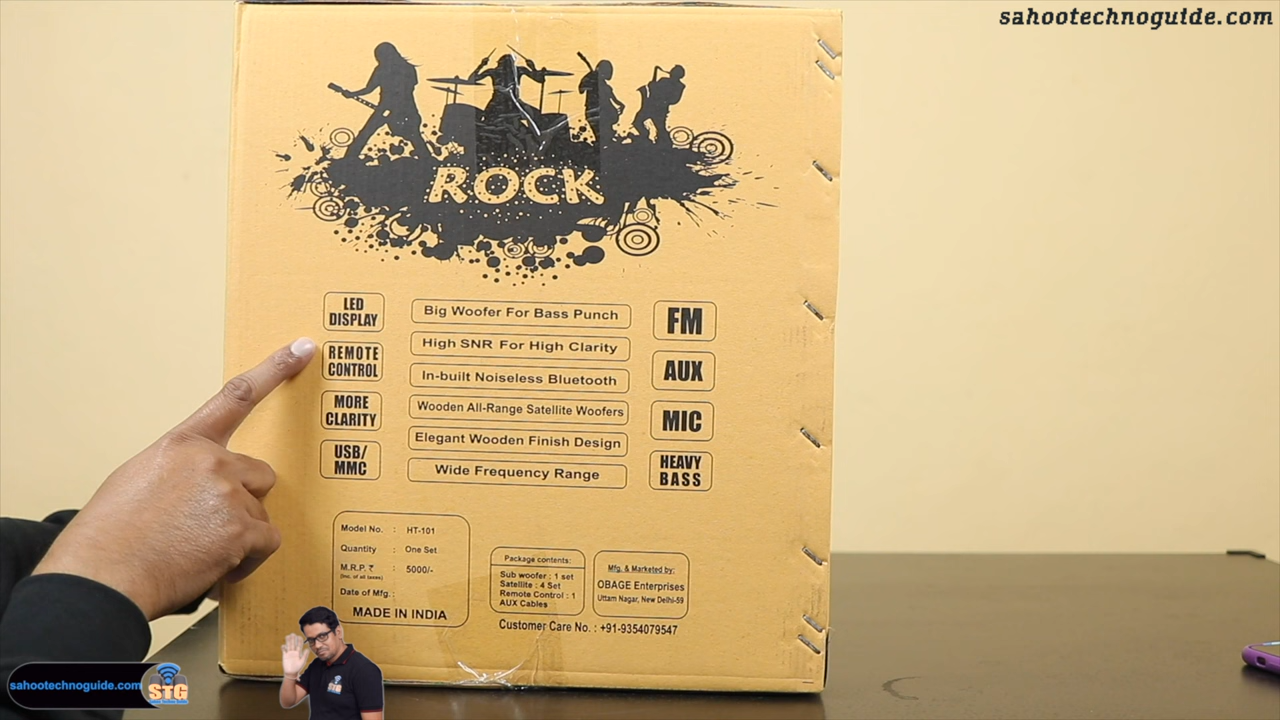 sahootechnoguide.com
ROCK
LED
DISPLAY
REMOTE
CONTROL
MORE
CLARITY
USB/
MMC
Big Woofer For Bass Punch
High SNR For High Clarity
In-built Noiseless Bluetooth
Wooden All-Range Satellite Woofers
Elegant Wooden Finish Design
Wide Frequency Range
FM
AUX
MIC
HEAVY
BASS
Model No. : HT-101
Quantity : One Set
M.R.P. ₹ : 5000/-
(Inc. of all taxes)
Date of Mfg. :
MADE IN INDIA
Package contents:
Sub woofer : 1 set
Satellite : 4 Set
Remote Control : 1
AUX Cables
Mfg. & Marketed by:
OBAGE Enterprises
Uttam Nagar, New Delhi-59
Customer Care No. : +91-9354079547
sahootechnoguide.com
STG